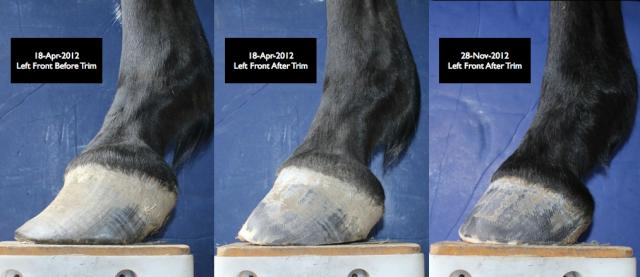 18-Apr-2012
Left Front Before Trim
18-Apr-2012
Left Front After Trim
28-Nov-2012
Left Front After Trim